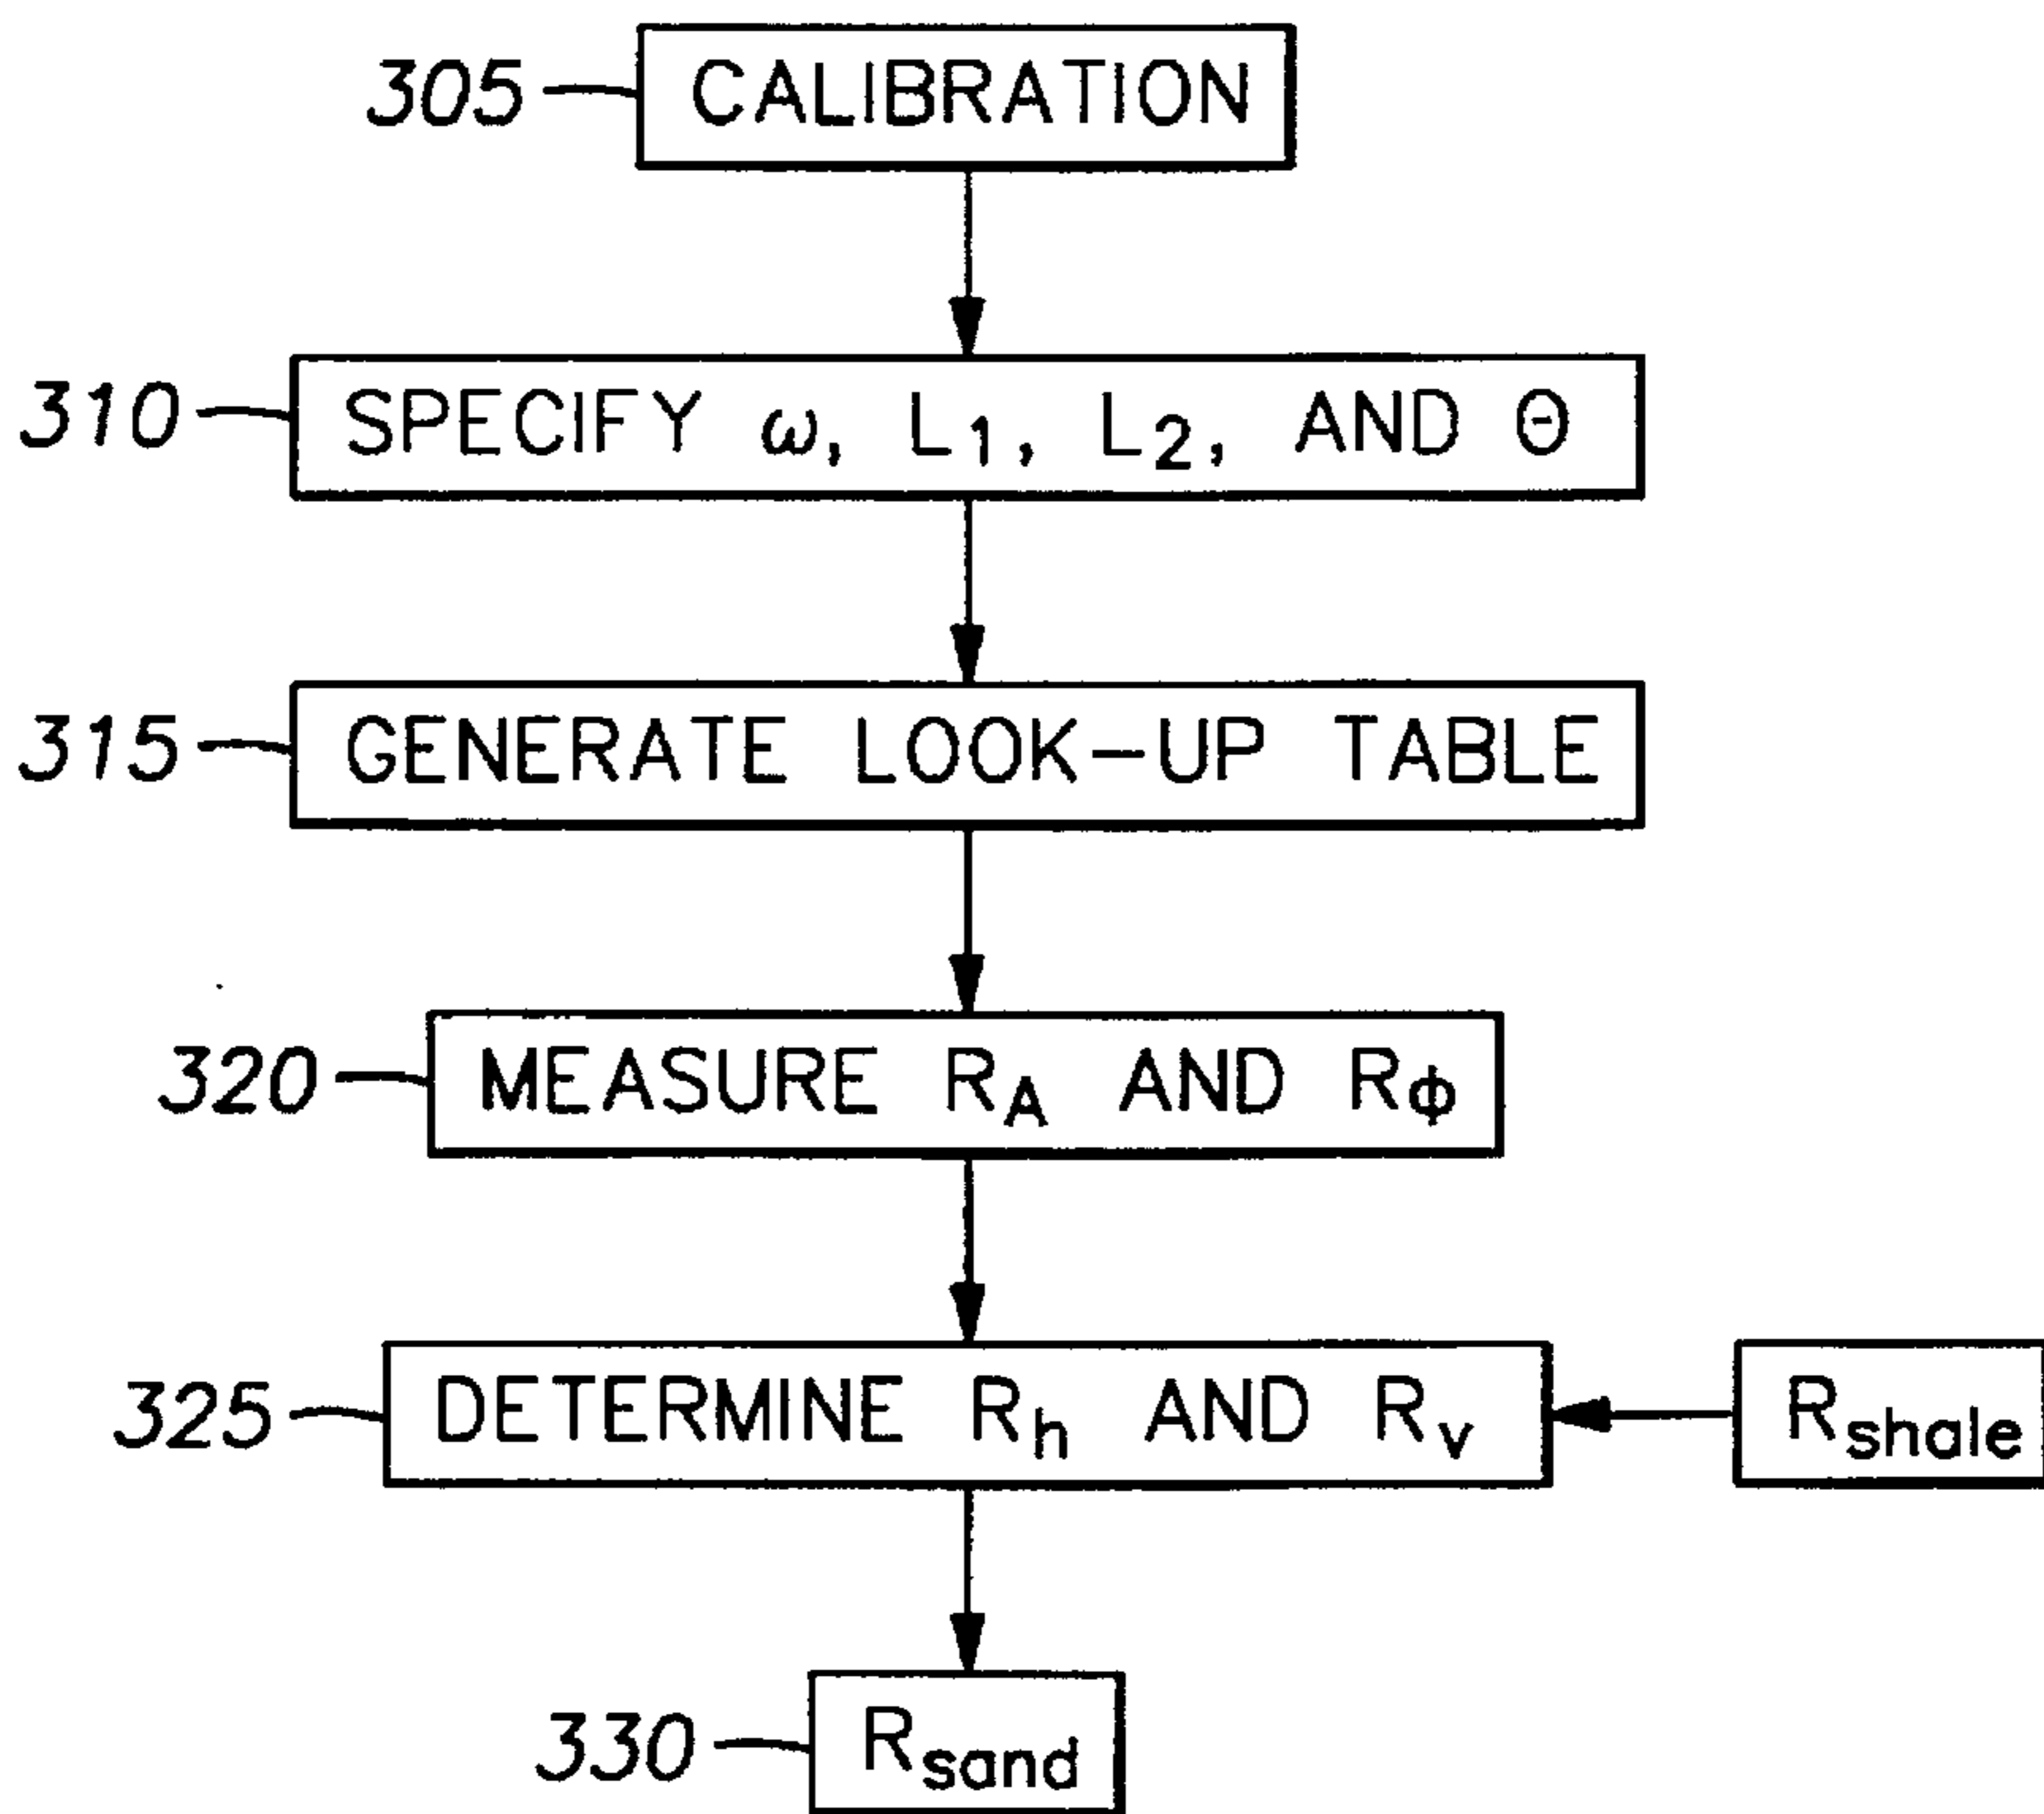 305 CALIBRATION
310 SPECIFY ω, L1, L2, AND Θ
315 GENERATE LOOK-UP TABLE
320 MEASURE RA AND RΦ
325 DETERMINE Rh AND Rv Rshale
330 Rsand